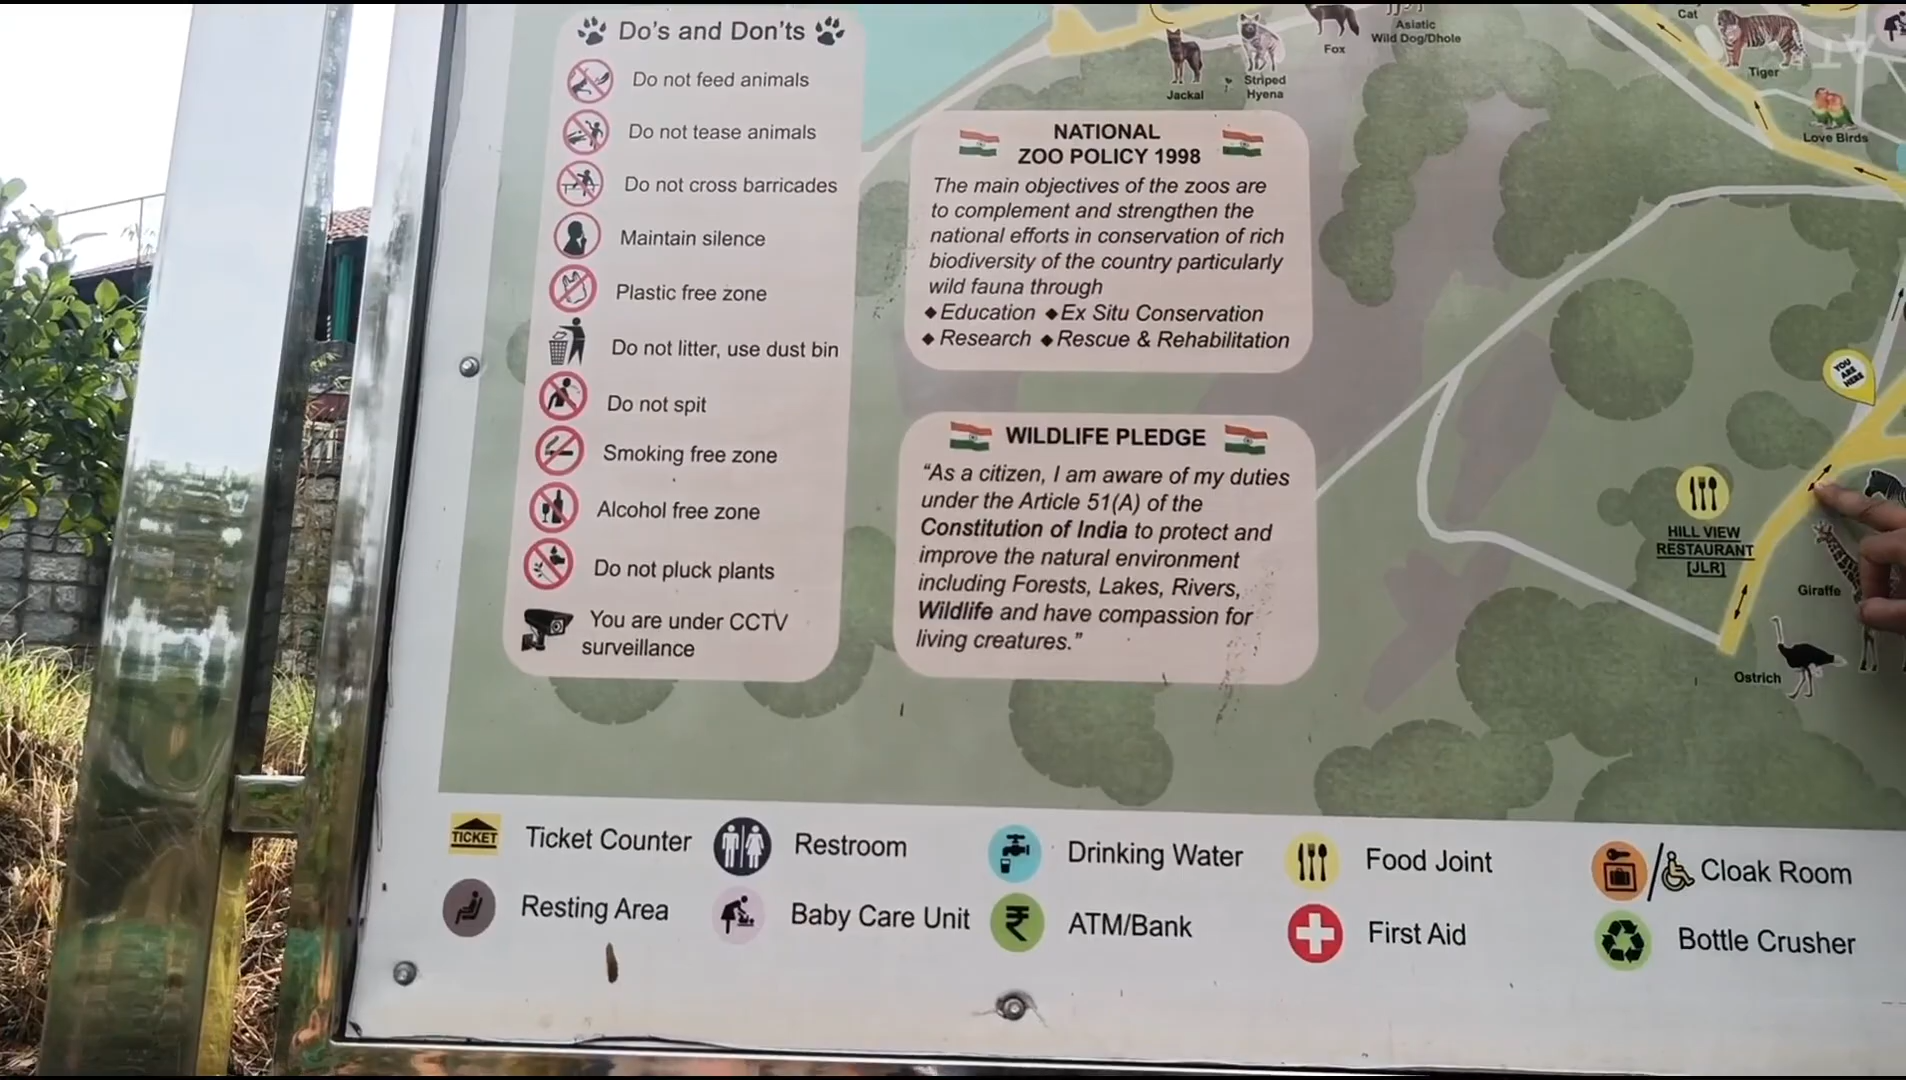 Do's and Don'ts
Do not feed animals
Do not tease animals
Do not cross barricades
Maintain silence
Plastic free zone
Do not litter, use dust bin
Do not spit
Smoking free zone
Alcohol free zone
Do not pluck plants
You are under CCTV
surveillance
Jackal
Striped
Hyena
Fox
Asiatic
Wild Dog/Dhole
Cat
Tiger
Love Birds
NATIONAL
ZOO POLICY 1998
The main objectives of the zoos are
to complement and strengthen the
national efforts in conservation of rich
biodiversity of the country particularly
wild fauna through
◆ Education ◆ Ex Situ Conservation
◆ Research ◆ Rescue & Rehabilitation
WILDLIFE PLEDGE
“As a citizen, I am aware of my duties
under the Article 51(A) of the
Constitution of India to protect and
improve the natural environment
including Forests, Lakes, Rivers,
Wildlife and have compassion for
living creatures.”
YOU
ARE
HERE
HILL VIEW
RESTAURANT
[JLR]
Giraffe
Ostrich
TICKET
Ticket Counter
Restroom
Drinking Water
Food Joint
Cloak Room
Resting Area
Baby Care Unit
ATM/Bank
First Aid
Bottle Crusher